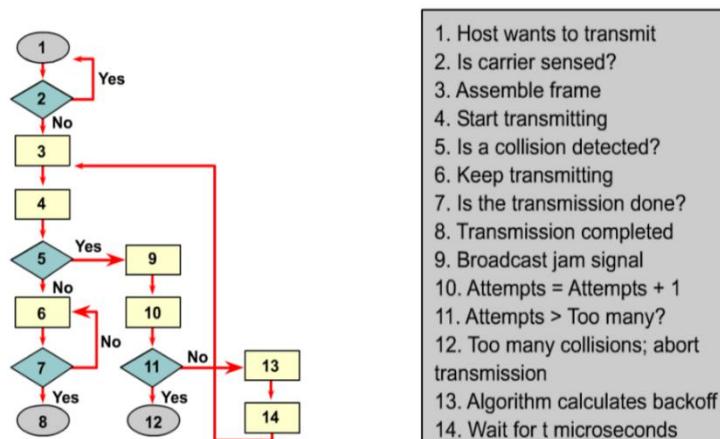 1
Yes
2
No
3
4
Yes
5
9
No
6
10
No
No
7
11
13
Yes
Yes
8
12
14
1. Host wants to transmit
2. Is carrier sensed?
3. Assemble frame
4. Start transmitting
5. Is a collision detected?
6. Keep transmitting
7. Is the transmission done?
8. Transmission completed
9. Broadcast jam signal
10. Attempts = Attempts + 1
11. Attempts > Too many?
12. Too many collisions; abort
transmission
13. Algorithm calculates backoff
14. Wait for t microseconds